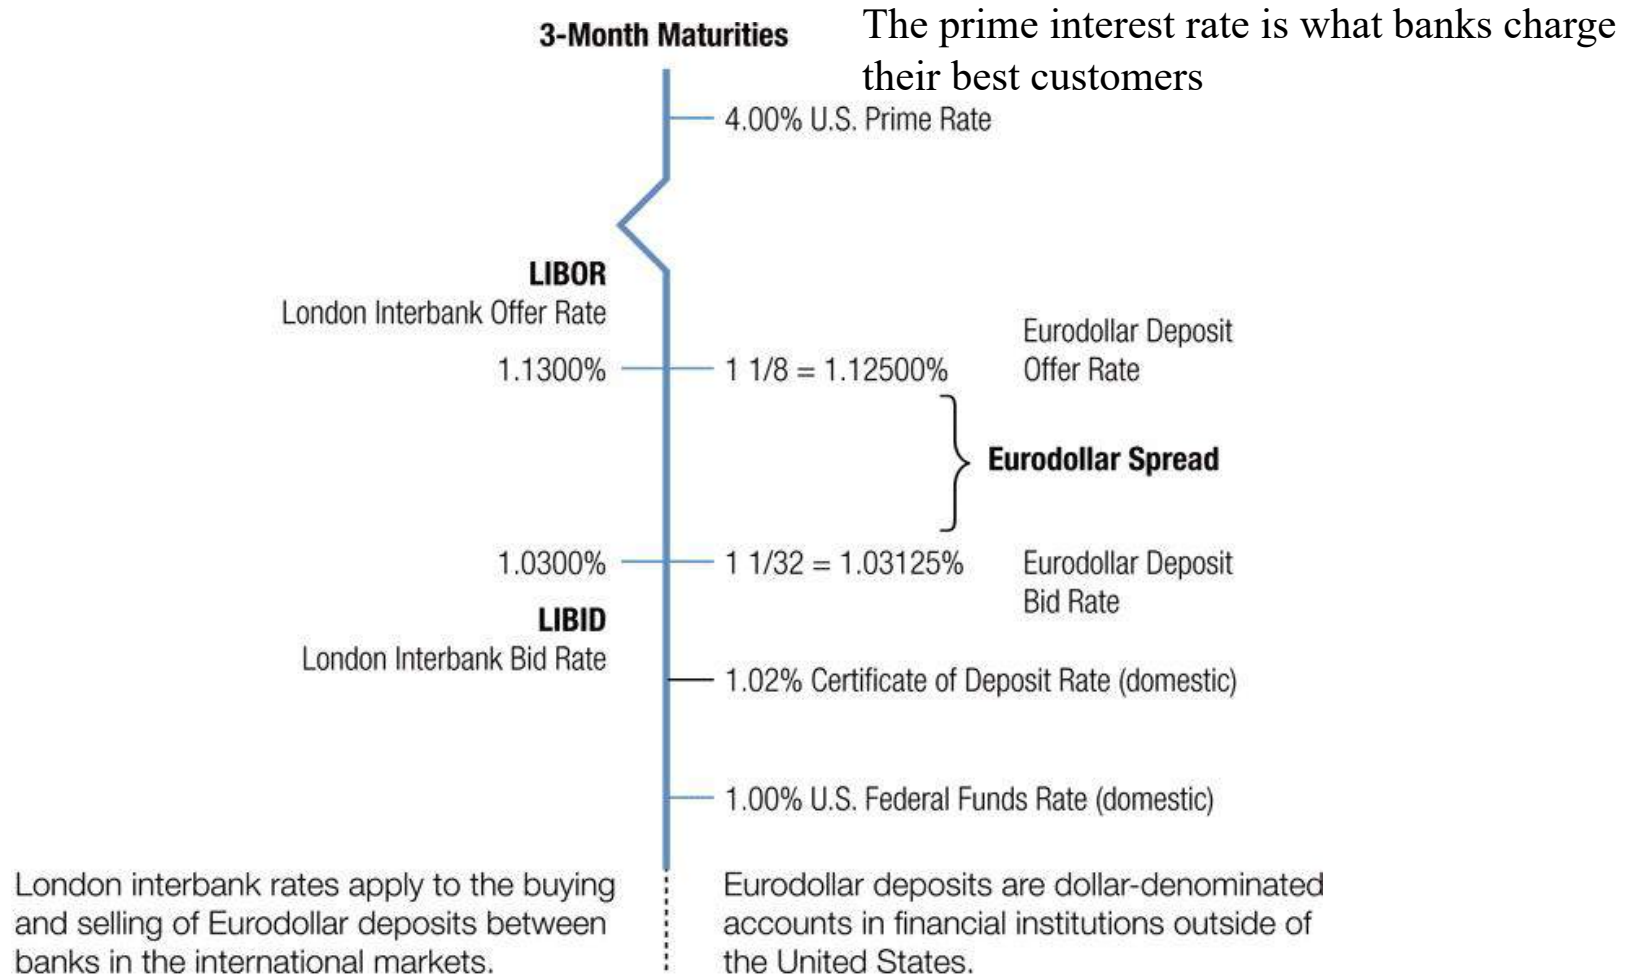 3-Month Maturities
The prime interest rate is what banks charge
their best customers
4.00% U.S. Prime Rate
LIBOR
London Interbank Offer Rate
1.1300%
1 1/8 = 1.12500%
Eurodollar Deposit
Offer Rate
Eurodollar Spread
1.0300%
1 1/32 = 1.03125%
Eurodollar Deposit
Bid Rate
LIBID
London Interbank Bid Rate
1.02% Certificate of Deposit Rate (domestic)
1.00% U.S. Federal Funds Rate (domestic)
London interbank rates apply to the buying
and selling of Eurodollar deposits between
banks in the international markets.
Eurodollar deposits are dollar-denominated
accounts in financial institutions outside of
the United States.